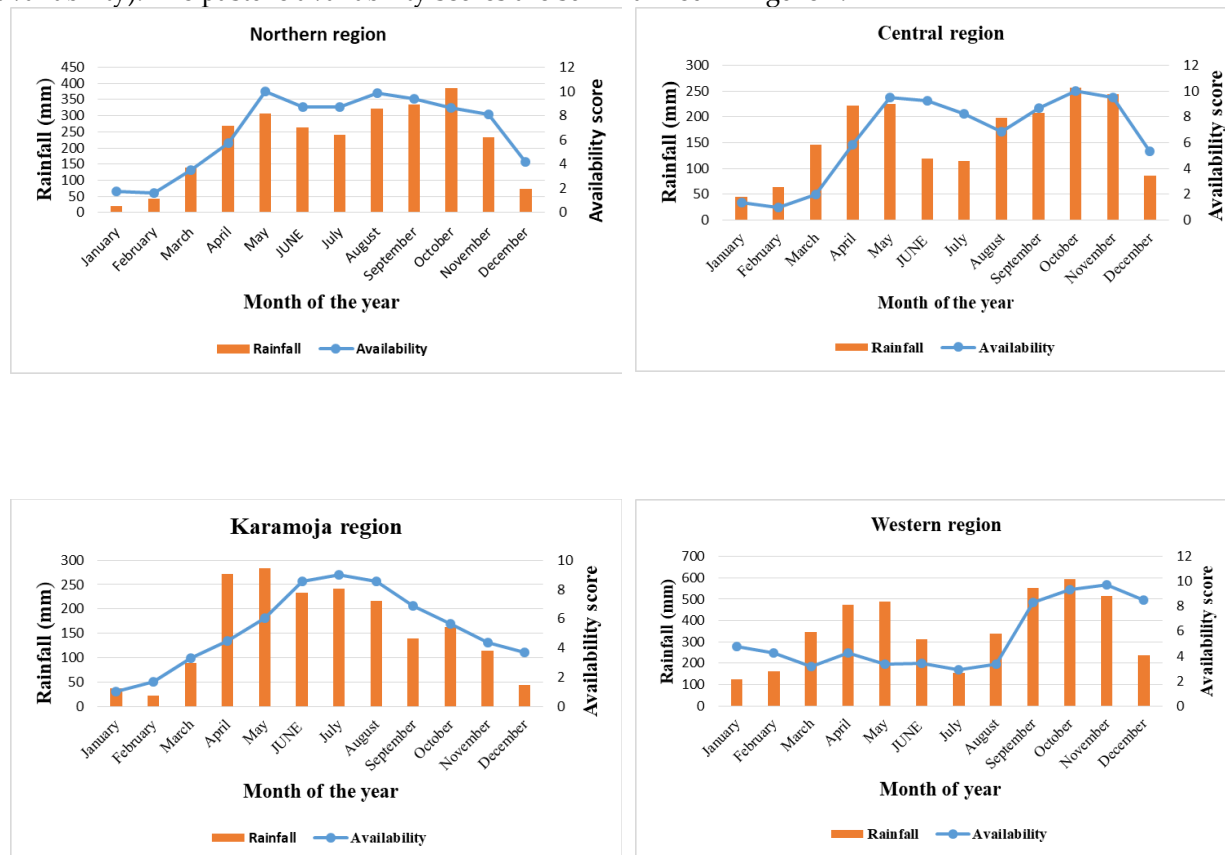 Northern region
Rainfall (mm)
450
400
350
300
250
200
150
100
50
0
12
10
8
6
4
2
0
Availability score
January
February
March
April
May
JUNE
July
August
September
October
November
December
Month of the year
Rainfall
Availability
Central region
Rainfall (mm)
300
250
200
150
100
50
0
12
10
8
6
4
2
0
Availability score
January
February
March
April
May
JUNE
July
August
September
October
November
December
Month of the year
Rainfall
Availability
Karamoja region
Rainfall (mm)
300
250
200
150
100
50
0
10
8
6
4
2
0
Availability score
January
February
March
April
May
JUNE
July
August
September
October
November
December
Month of the year
Rainfall
Availability
Western region
Rainfall (mm)
700
600
500
400
300
200
100
0
12
10
8
6
4
2
0
Availability score
January
February
March
April
May
JUNE
July
August
September
October
November
December
Month of year
Rainfall
Availability